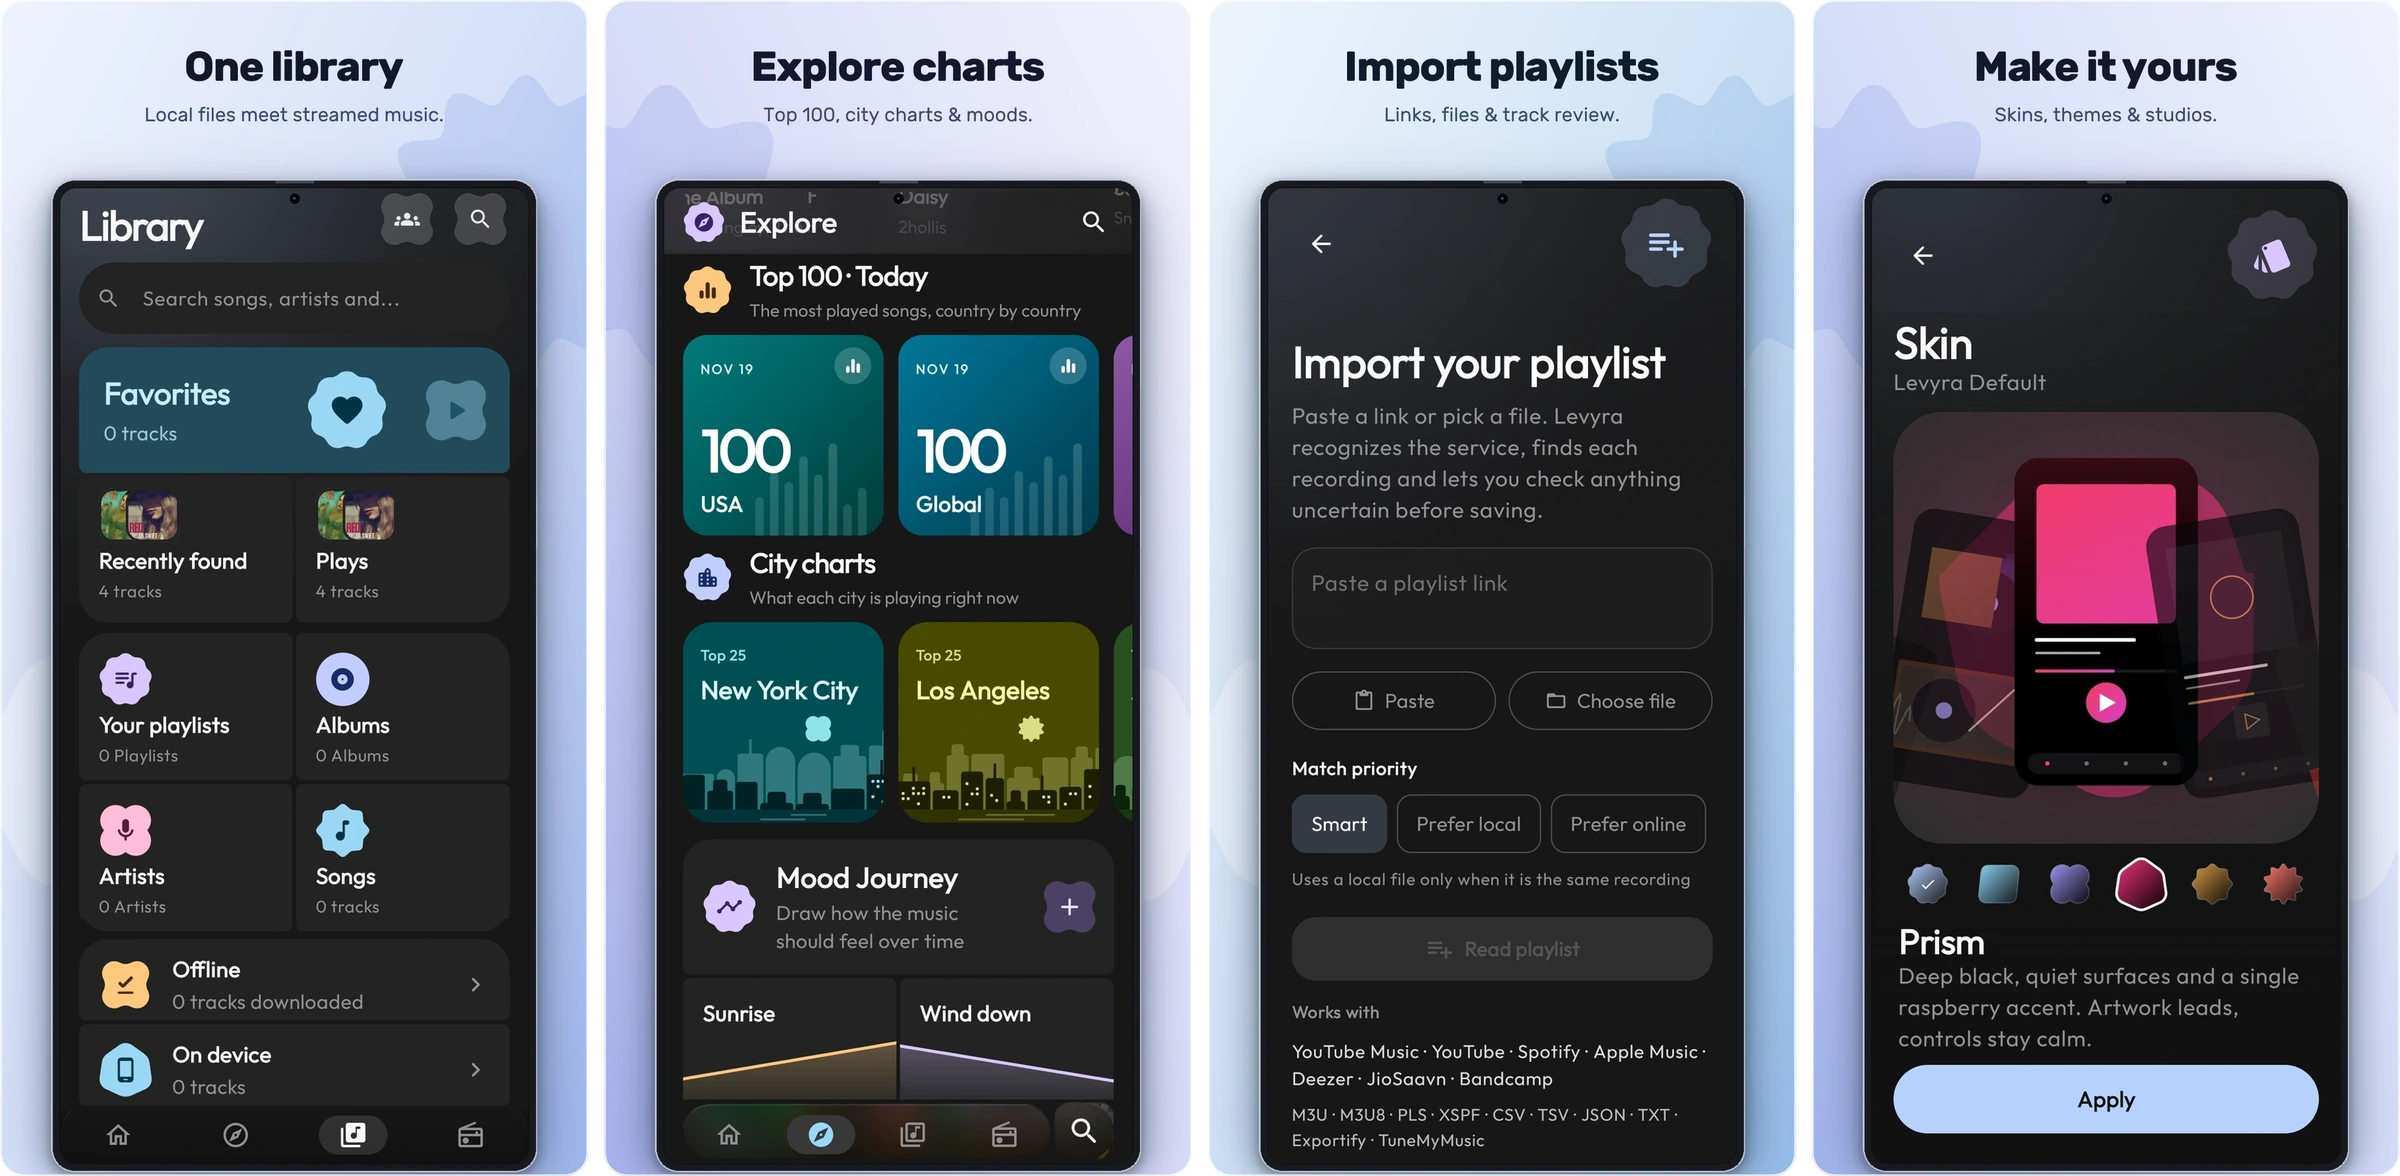 One library
Local files meet streamed music.
Library
Search songs, artists and...
Favorites
0 tracks
Recently found
4 tracks
Plays
4 tracks
Your playlists
0 Playlists
Albums
0 Albums
Artists
0 Artists
Songs
0 tracks
Offline
0 tracks downloaded
On device
0 tracks
Explore charts
Top 100, city charts & moods.
Album
Daisy
2hollis
Explore
Top 100 · Today
The most played songs, country by country
NOV 19
100
USA
NOV 19
100
Global
City charts
What each city is playing right now
Top 25
New York City
Top 25
Los Angeles
Mood Journey
Draw how the music
should feel over time
Sunrise
Wind down
Import playlists
Links, files & track review.
Import your playlist
Paste a link or pick a file. Levyra
recognizes the service, finds each
recording and lets you check anything
uncertain before saving.
Paste a playlist link
Paste
Choose file
Match priority
Smart
Prefer local
Prefer online
Uses a local file only when it is the same recording
Read playlist
Works with
YouTube Music · YouTube · Spotify · Apple Music ·
Deezer · JioSaavn · Bandcamp
M3U · M3U8 · PLS · XSPF · CSV · TSV · JSON · TXT ·
Exportify · TuneMyMusic
Make it yours
Skins, themes & studios.
Skin
Levyra Default
Prism
Deep black, quiet surfaces and a single
raspberry accent. Artwork leads,
controls stay calm.
Apply